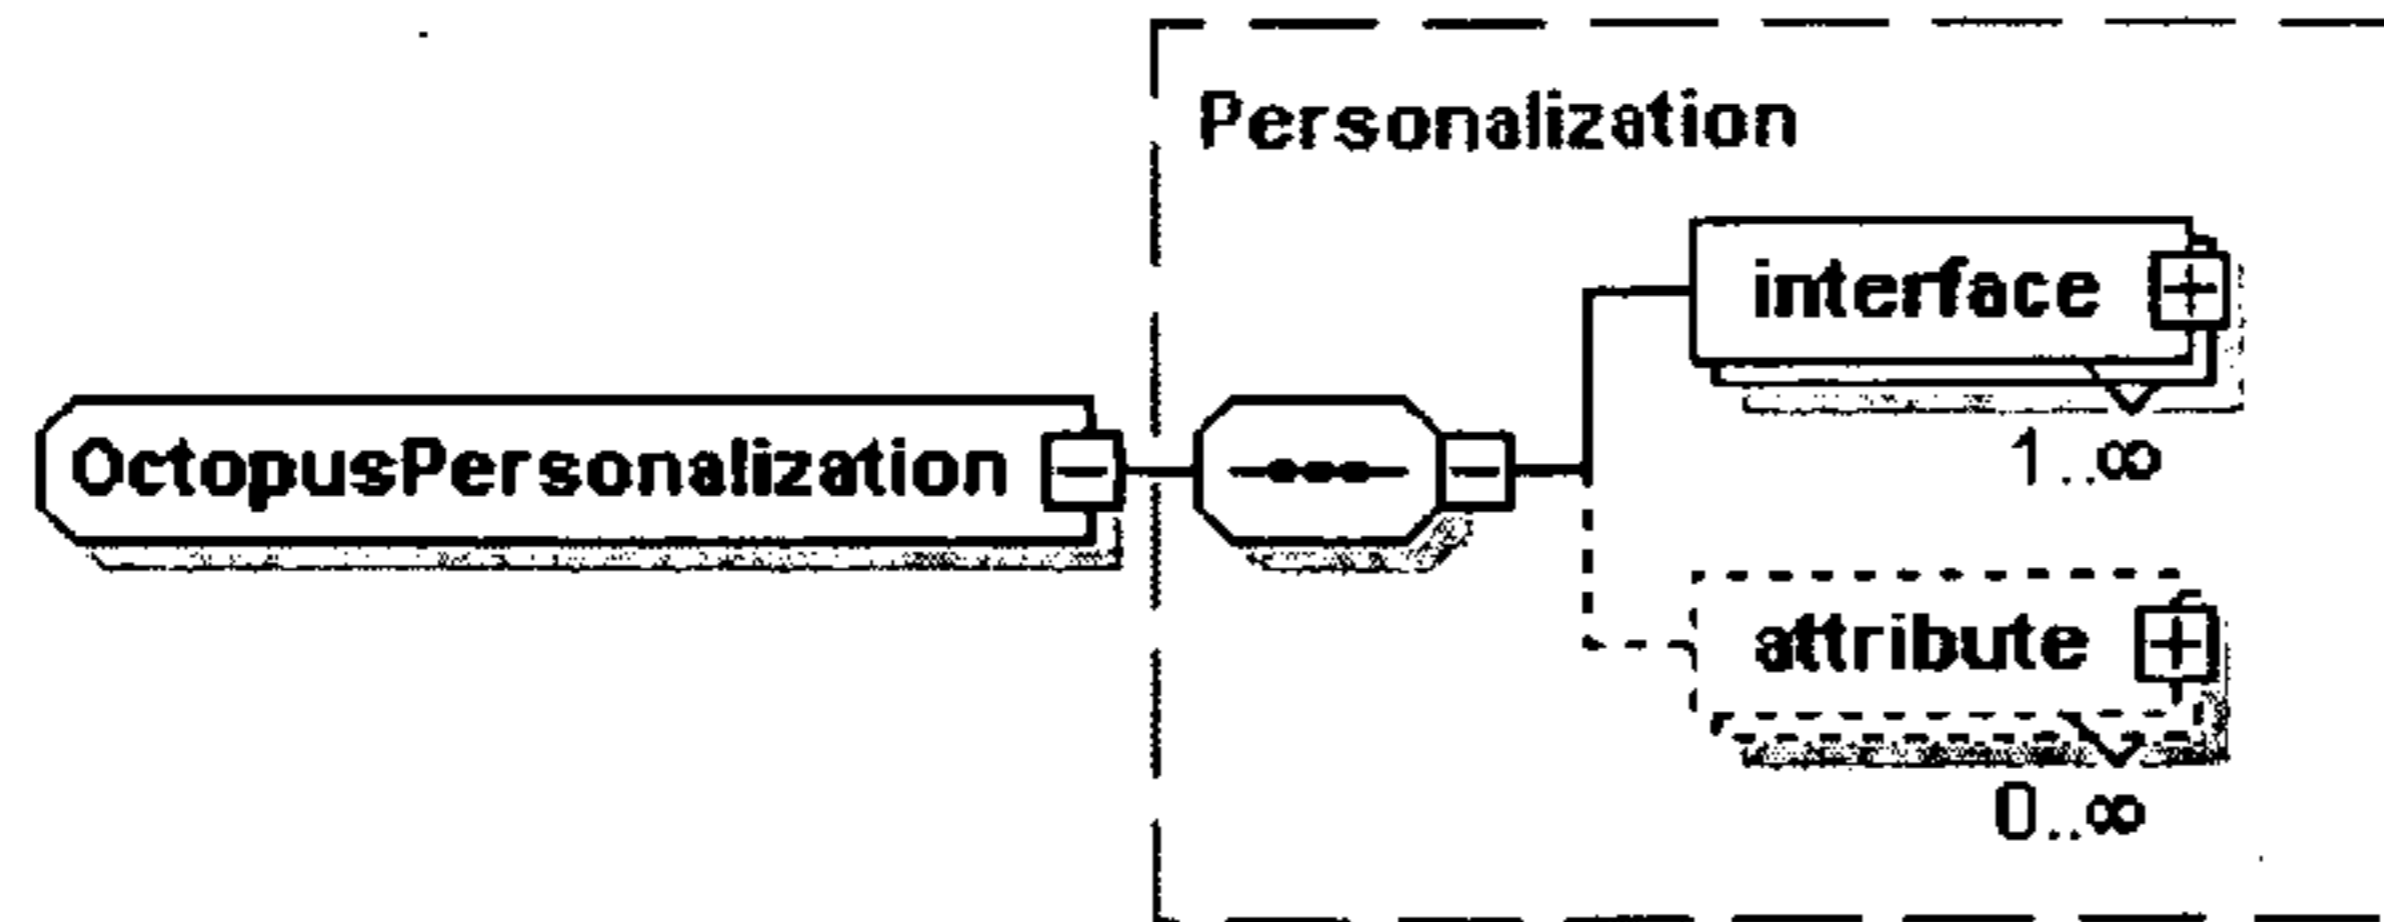 Personalization
interface
1..∞
OctopusPersonalization
attribute
0..∞